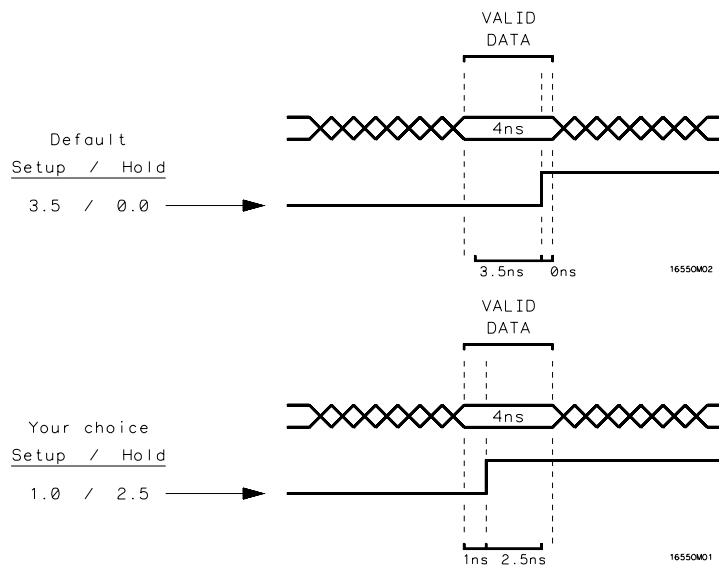 VALID
DATA
4ns
Default
Setup / Hold
3.5 / 0.0
3.5ns 0ns
16550M02
VALID
DATA
4ns
Your choice
Setup / Hold
1.0 / 2.5
1ns 2.5ns
16550M01